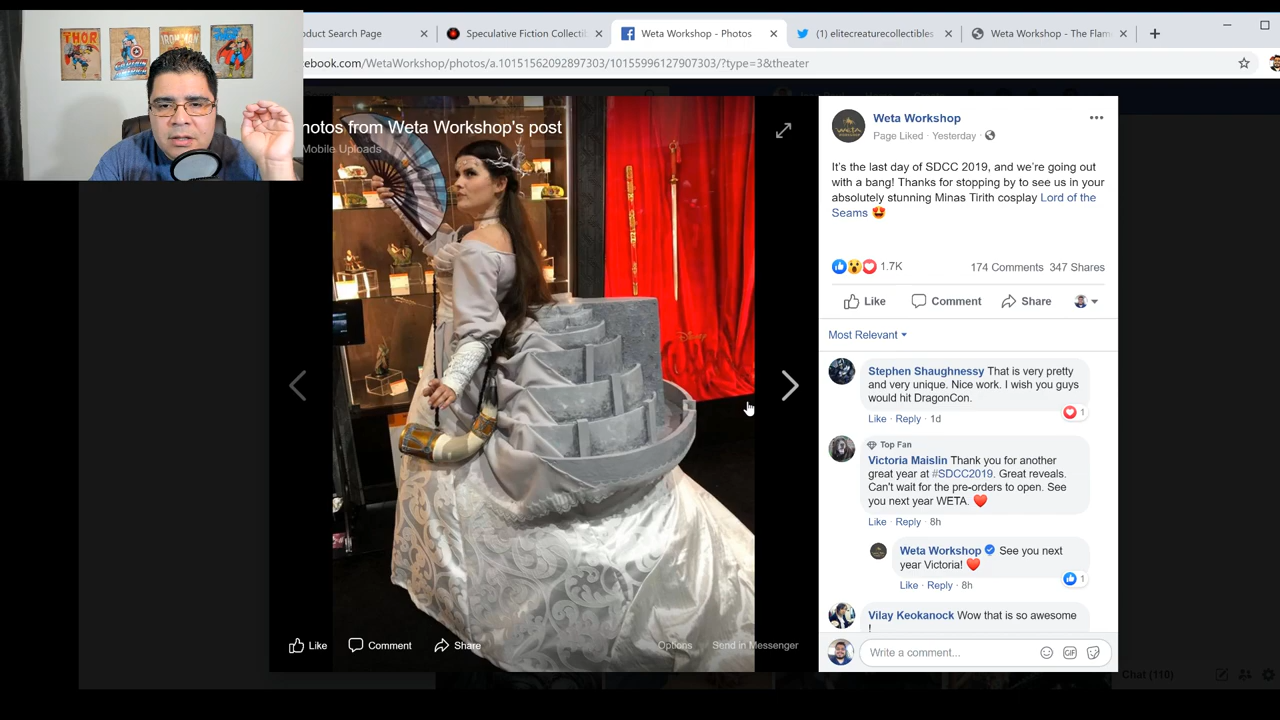 THOR
CAPTAIN AMERICA
IRON MAN
THOR
oduct Search Page
Speculative Fiction Collectib
Weta Workshop - Photos
(1) elitecreaturecollectibles
Weta Workshop - The Flam
cebook.com/WetaWorkshop/photos/a.10151562092897303/10155996127907303/?type=3&theater
hotos from Weta Workshop's post
Mobile Uploads
Disney
Like
Comment
Share
Options
Send in Messenger
Weta Workshop
Page Liked · Yesterday ·
It's the last day of SDCC 2019, and we're going out
with a bang! Thanks for stopping by to see us in your
absolutely stunning Minas Tirith cosplay Lord of the
Seams 😍
1.7K
174 Comments 347 Shares
Like
Comment
Share
Most Relevant
Stephen Shaughnessy That is very pretty
and very unique. Nice work. I wish you guys
would hit DragonCon.
1
Like · Reply · 1d
Top Fan
Victoria Maislin Thank you for another
great year at #SDCC2019. Great reveals.
Can't wait for the pre-orders to open. See
you next year WETA. ❤️
Like · Reply · 8h
Weta Workshop See you next
year Victoria! ❤️
1
Like · Reply · 8h
Vilay Keokanock Wow that is so awesome
!
Write a comment...
GIF
Chat (110)